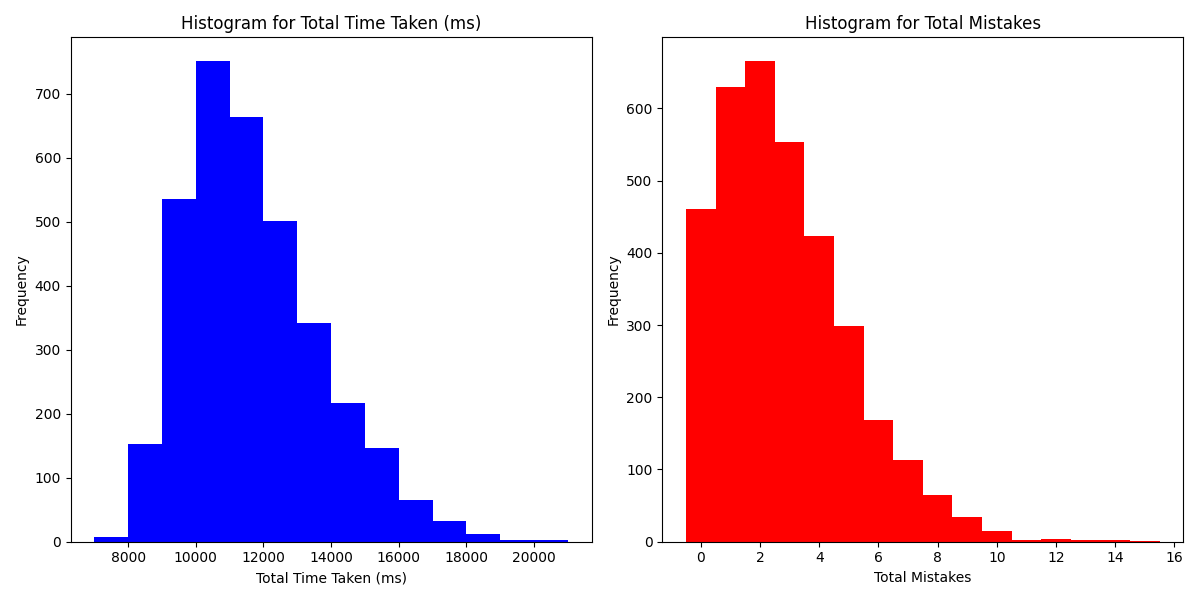 Histogram for Total Time Taken (ms)
Frequency
700
600
500
400
300
200
100
0
8000 10000 12000 14000 16000 18000 20000
Total Time Taken (ms)
Histogram for Total Mistakes
Frequency
600
500
400
300
200
100
0
0 2 4 6 8 10 12 14 16
Total Mistakes